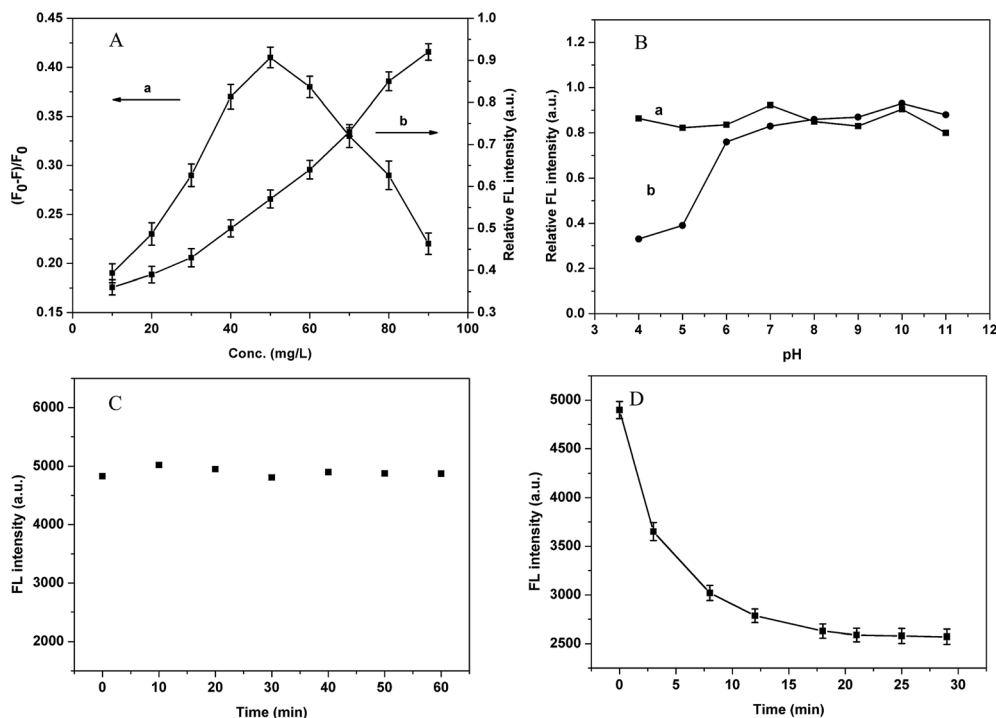 A
(F0-F)/F0
0.45
0.40
0.35
0.30
0.25
0.20
0.15
a
b
1.0
0.9
0.8
0.7
0.6
0.5
0.4
0.3
Relative FL intensity (a.u.)
0 20 40 60 80 100
Conc. (mg/L)
B
Relative FL intensity (a.u.)
1.2
1.0
0.8
0.6
0.4
0.2
0.0
a
b
3 4 5 6 7 8 9 10 11 12
pH
C
FL intensity (a.u.)
6000
5000
4000
3000
2000
0 10 20 30 40 50 60
Time (min)
D
FL intensity (a.u.)
5000
4500
4000
3500
3000
2500
0 5 10 15 20 25 30
Time (min)